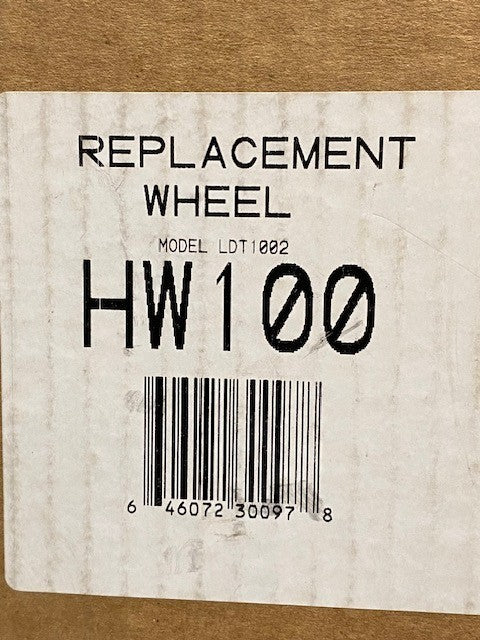 REPLACEMENT
WHEEL
MODEL LDT1002
HW100
6 46072 30097 8